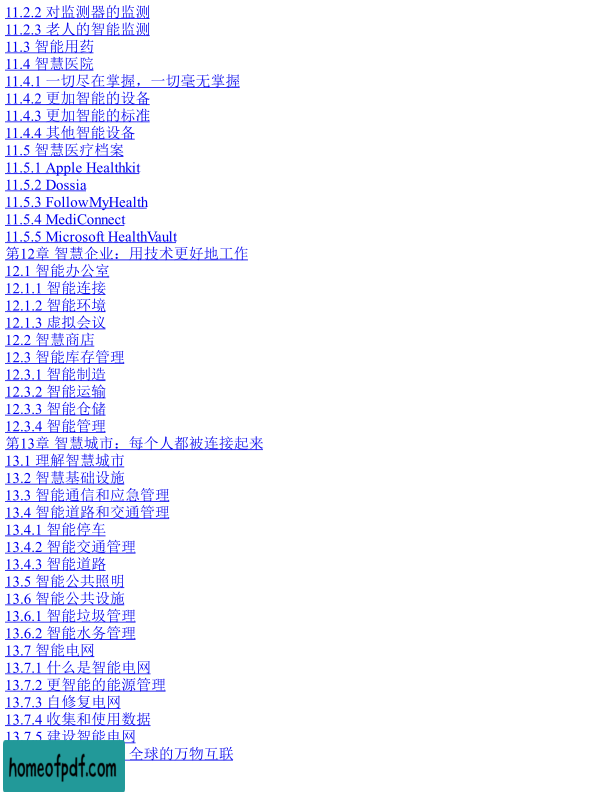 11.2.2 对监测器的监测
11.2.3 老人的智能监测
11.3 智能用药
11.4 智慧医院
11.4.1 一切尽在掌握，一切毫无掌握
11.4.2 更加智能的设备
11.4.3 更加智能的标准
11.4.4 其他智能设备
11.5 智慧医疗档案
11.5.1 Apple Healthkit
11.5.2 Dossia
11.5.3 FollowMyHealth
11.5.4 MediConnect
11.5.5 Microsoft HealthVault
第12章 智慧企业：用技术更好地工作
12.1 智能办公室
12.1.1 智能连接
12.1.2 智能环境
12.1.3 虚拟会议
12.2 智慧商店
12.3 智能库存管理
12.3.1 智能制造
12.3.2 智能运输
12.3.3 智能仓储
12.3.4 智能管理
第13章 智慧城市：每个人都被连接起来
13.1 理解智慧城市
13.2 智慧基础设施
13.3 智能通信和应急管理
13.4 智能道路和交通管理
13.4.1 智能停车
13.4.2 智能交通管理
13.4.3 智能道路
13.5 智能公共照明
13.6 智能公共设施
13.6.1 智能垃圾管理
13.6.2 智能水务管理
13.7 智能电网
13.7.1 什么是智能电网
13.7.2 更智能的能源管理
13.7.3 自修复电网
13.7.4 收集和使用数据
13.7.5 建设智能电网
全球的万物互联
homeofpdf.com